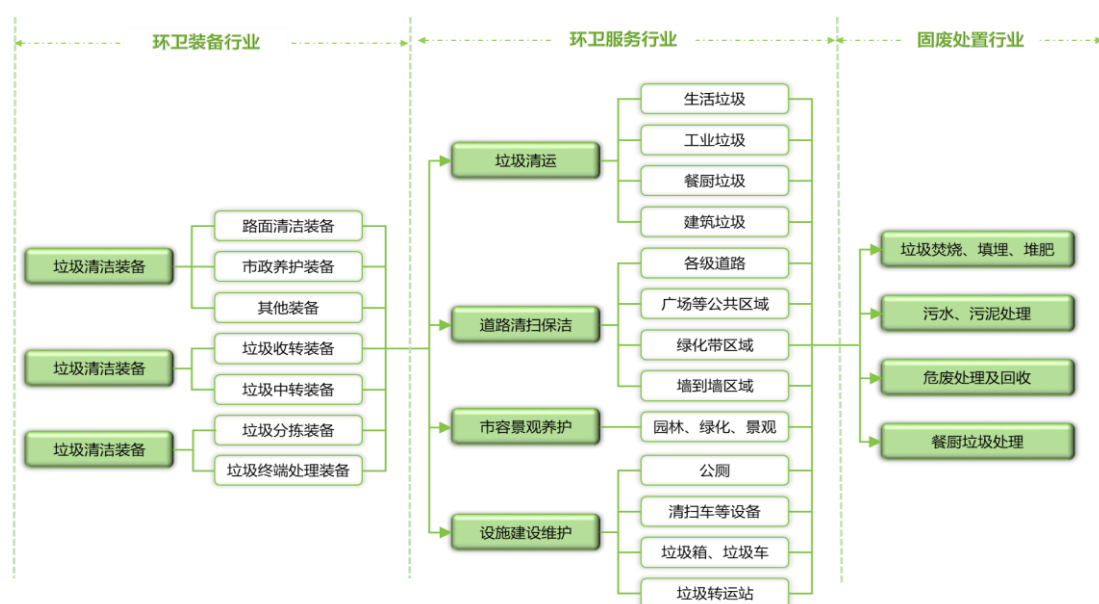 环卫装备行业
环卫服务行业
固废处置行业
垃圾清洁装备
路面清洁装备
市政养护装备
其他装备
垃圾清洁装备
垃圾收转装备
垃圾中转装备
垃圾清洁装备
垃圾分拣装备
垃圾终端处理装备
垃圾清运
生活垃圾
工业垃圾
餐厨垃圾
建筑垃圾
道路清扫保洁
各级道路
广场等公共区域
绿化带区域
墙到墙区域
市容景观养护
园林、绿化、景观
设施建设维护
公厕
清扫车等设备
垃圾箱、垃圾车
垃圾转运站
垃圾焚烧、填埋、堆肥
污水、污泥处理
危废处理及回收
餐厨垃圾处理